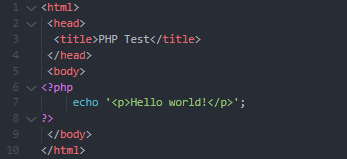 1 <html>
2  <head>
3   <title>PHP Test</title>
4  </head>
5  <body>
6 <?php
7      echo '<p>Hello world!</p>';
8 ?>
9  </body>
10 </html>